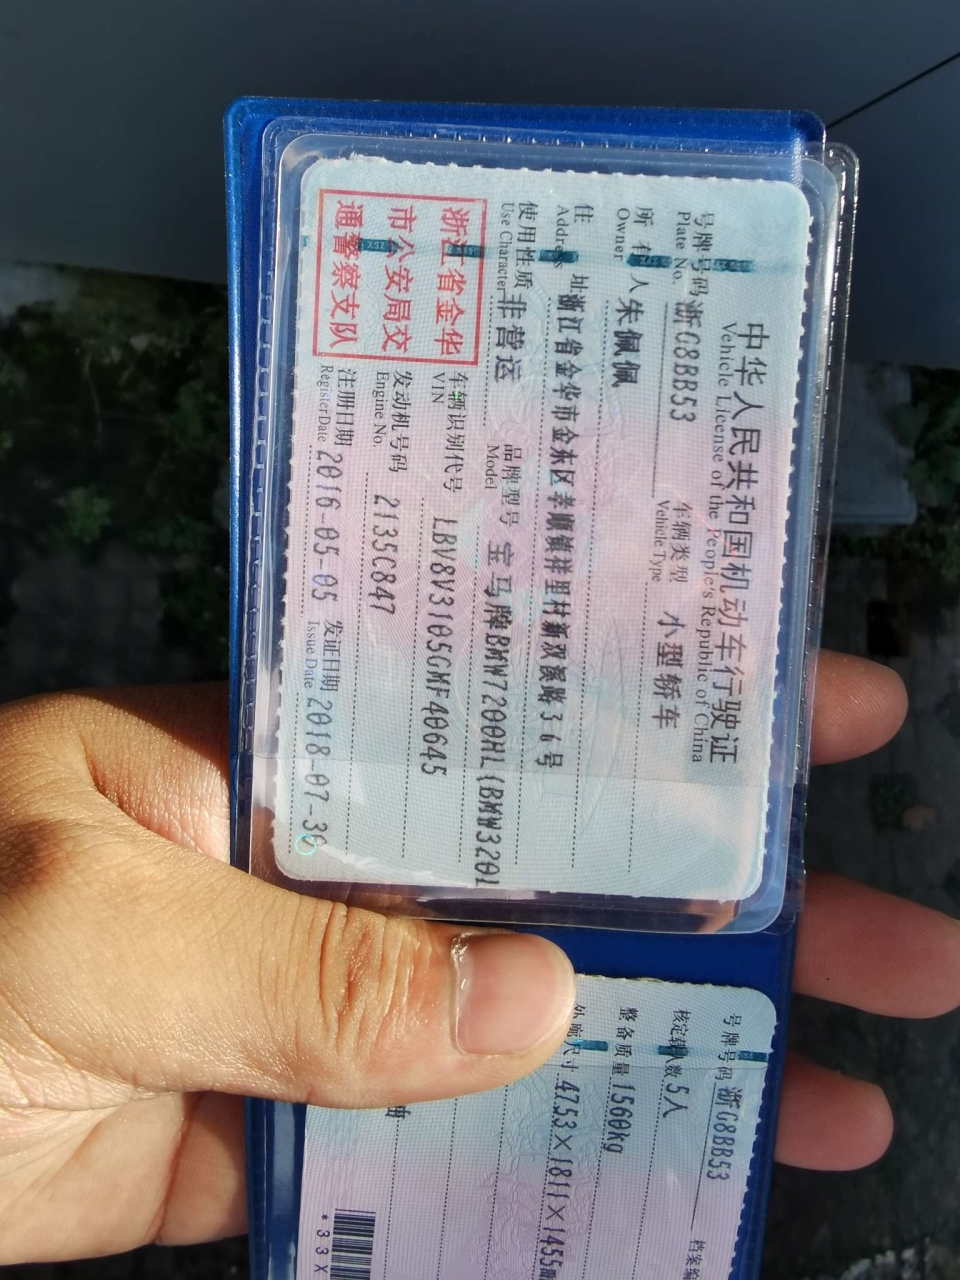 中华人民共和国机动车行驶证
Vehicle License of the People's Republic of China
号牌号码 浙G8BB53 车辆类型 小型轿车
Plate No. Vehicle Type
所有人 朱佩佩
Owner
住址 浙江省金华市金东区孝顺镇祥里村新双溪路36号
Address
使用性质 非营运 品牌型号 宝马牌BMW7200HL(BMW320I
Use Character Model
浙江省金华
市公安局交
通警察支队
车辆识别代号 LBV8V3105GMF40645
VIN
发动机号码 2135C847
Engine No.
注册日期 2016-05-05 发证日期 2018-07-30
Register Date Issue Date
号牌号码 浙G8BB53 档案编
核定载人数 5人
整备质量 1560kg
外廓尺寸 4753×1811×1455
*33X